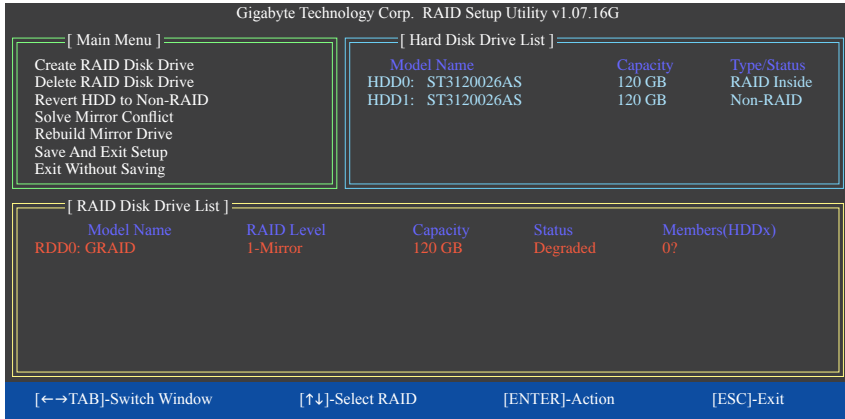 Gigabyte Technology Corp. RAID Setup Utility v1.07.16G
[ Main Menu ]
Create RAID Disk Drive
Delete RAID Disk Drive
Revert HDD to Non-RAID
Solve Mirror Conflict
Rebuild Mirror Drive
Save And Exit Setup
Exit Without Saving
[ Hard Disk Drive List ]
Model Name Capacity Type/Status
HDD0: ST3120026AS 120 GB RAID Inside
HDD1: ST3120026AS 120 GB Non-RAID
[ RAID Disk Drive List ]
Model Name RAID Level Capacity Status Members(HDDx)
RDD0: GRAID 1-Mirror 120 GB Degraded 0?
[←→TAB]-Switch Window [↑↓]-Select RAID [ENTER]-Action [ESC]-Exit